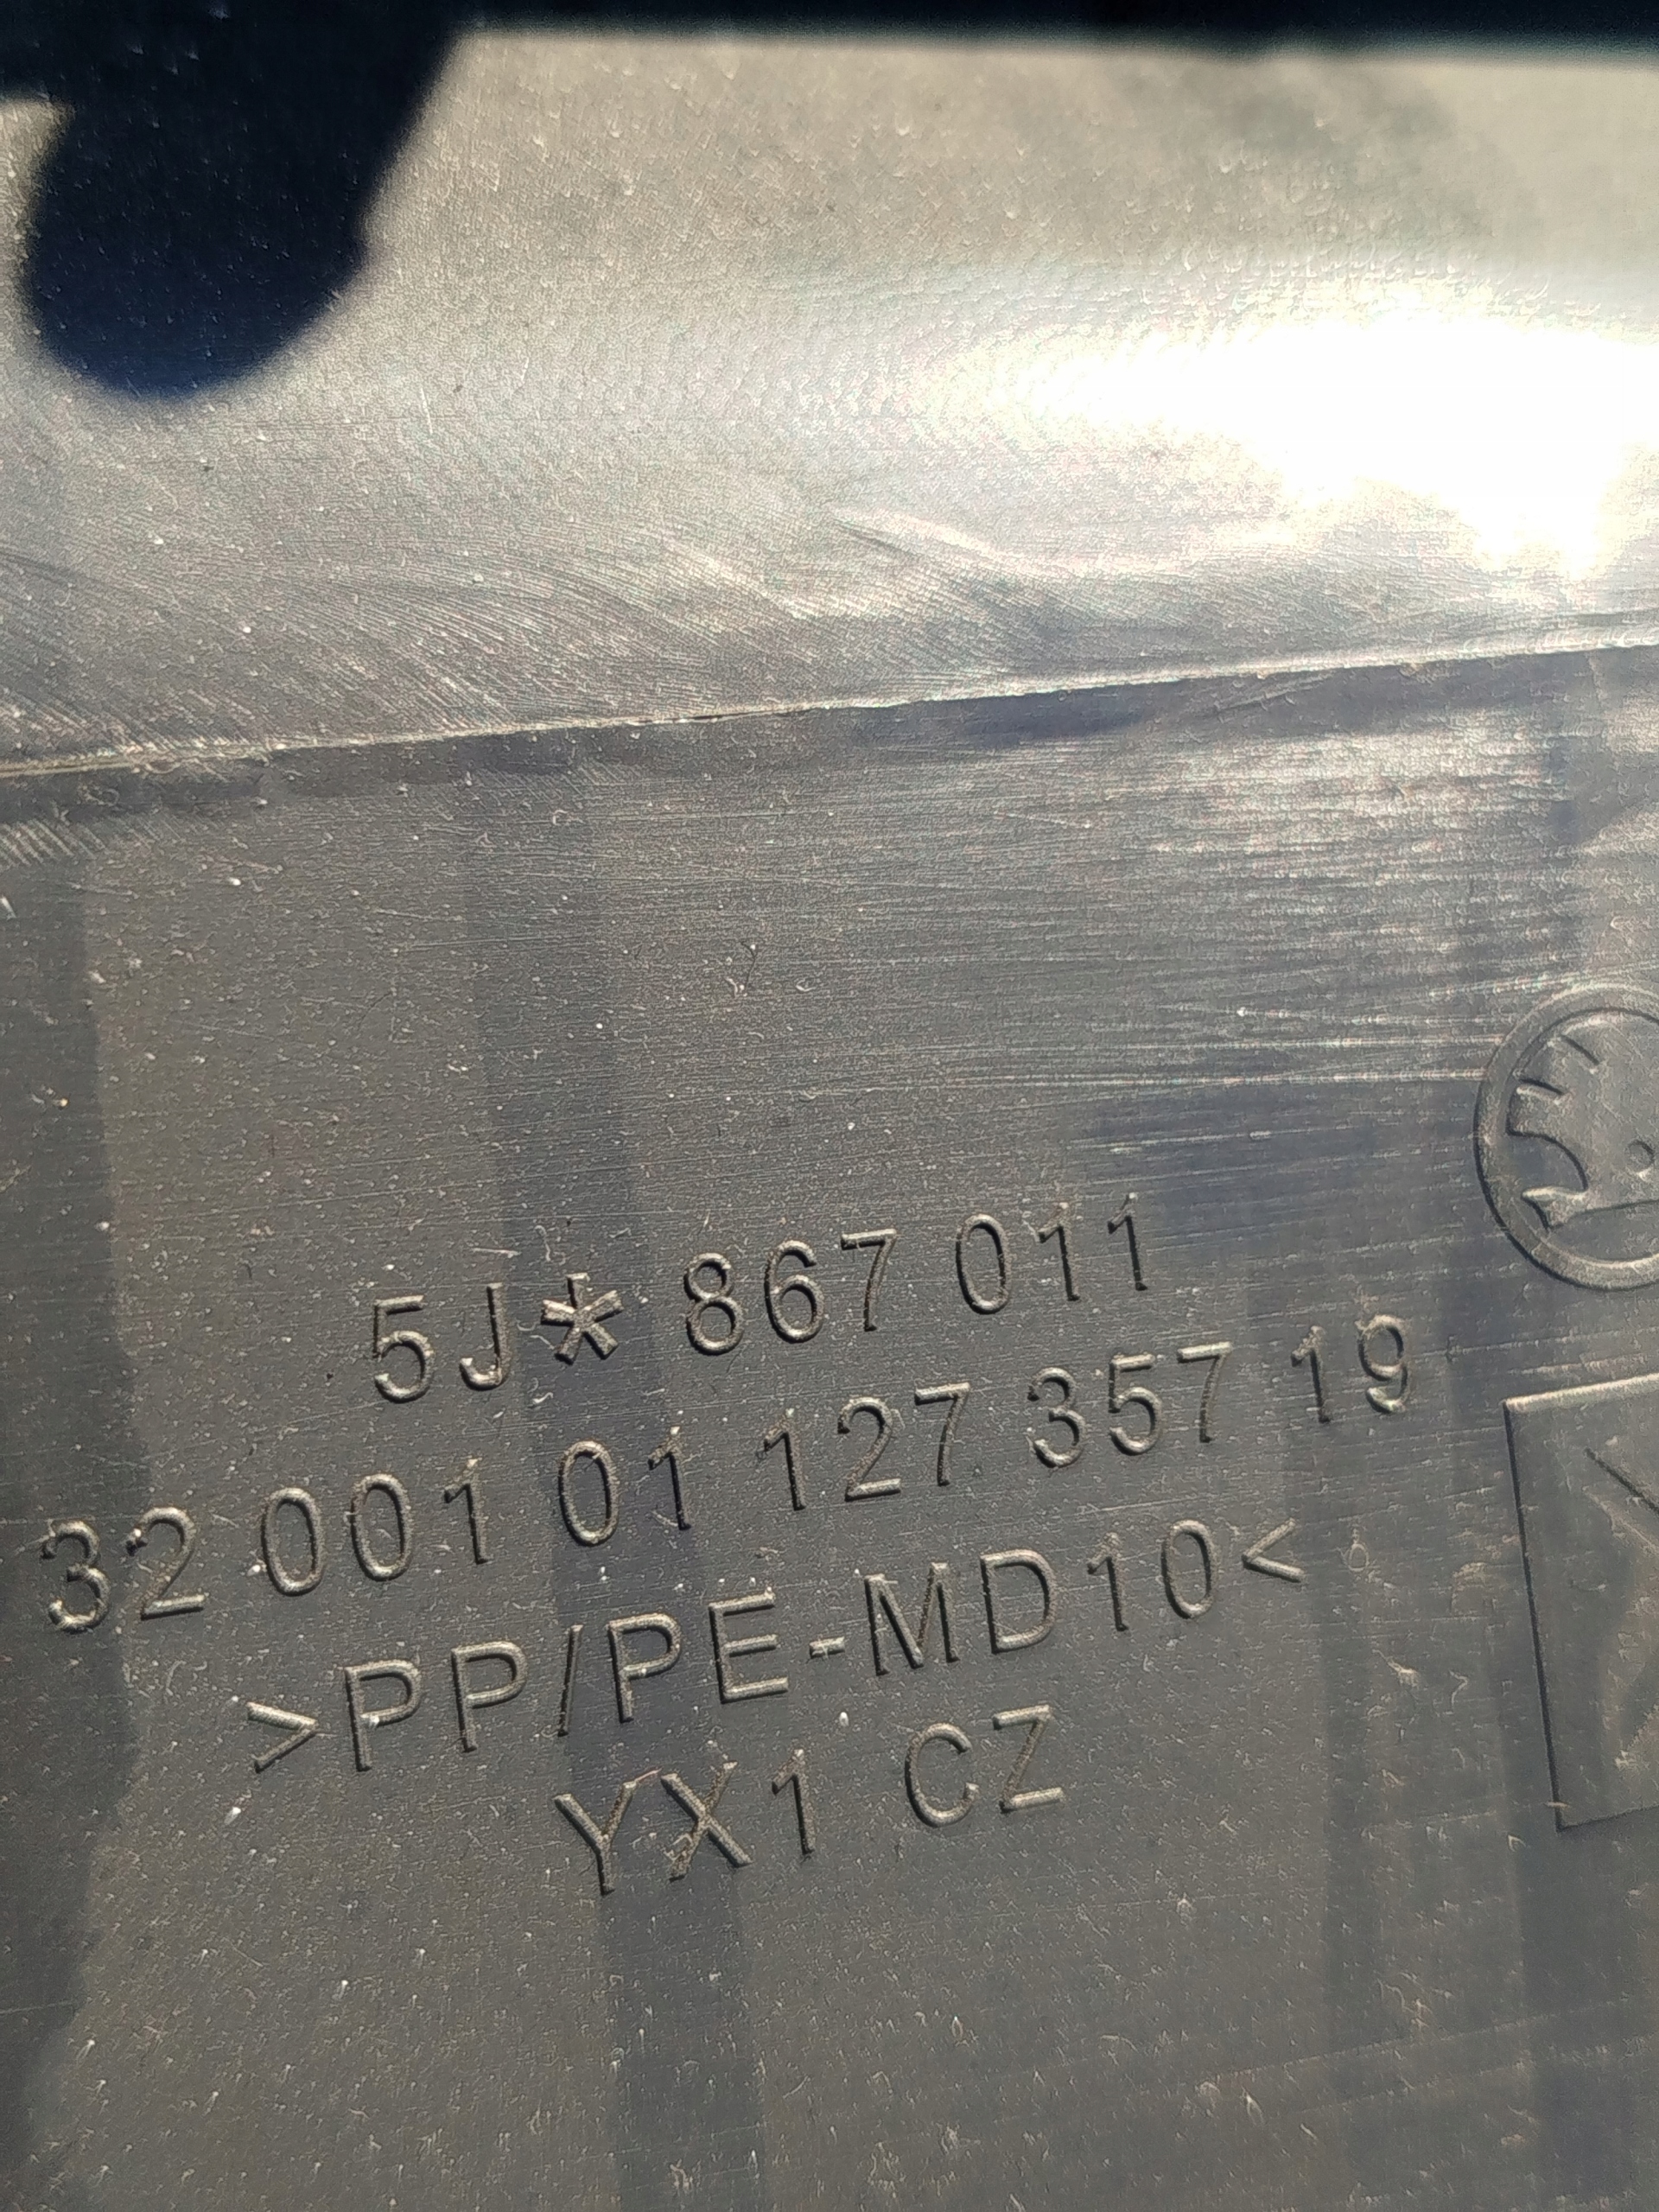 5J* 867 011
32 001 01 127 357 19
>PP/PE-MD10<
YX1 CZ